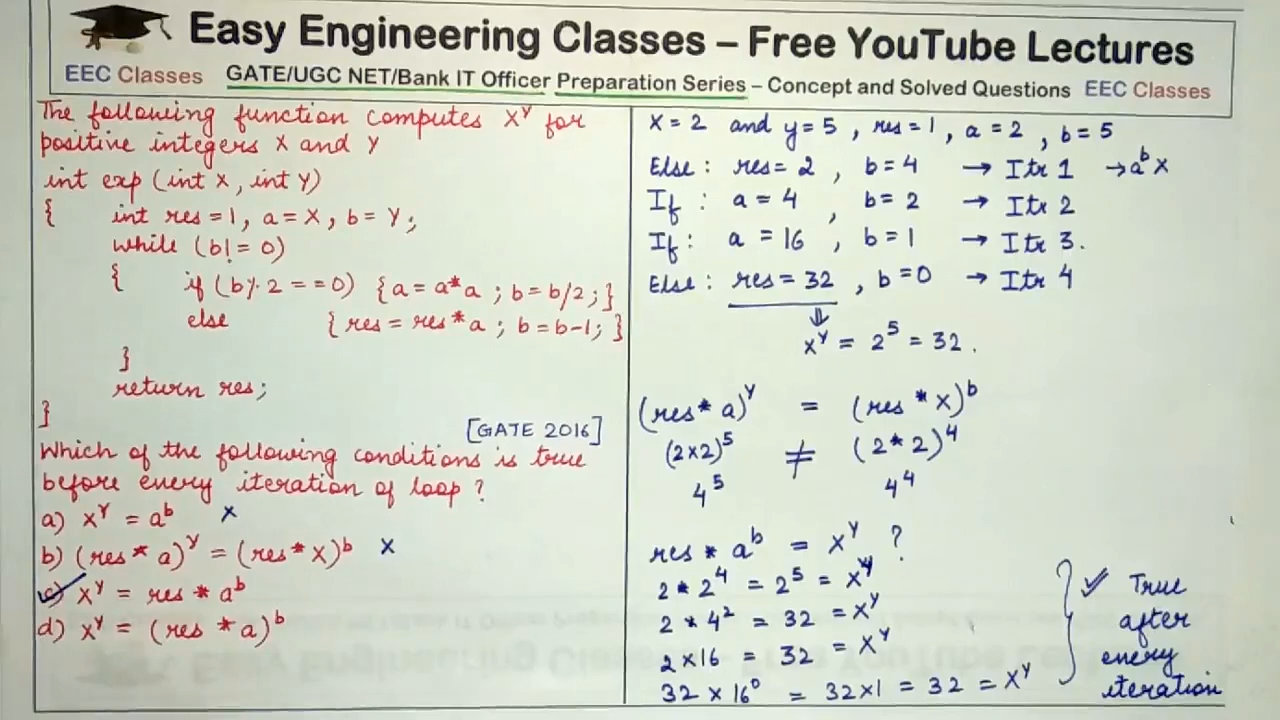 Easy Engineering Classes – Free YouTube Lectures
EEC Classes GATE/UGC NET/Bank IT Officer Preparation Series – Concept and Solved Questions EEC Classes
The following function computes X^Y for
positive integers X and Y
int exp (int X, int Y)
{ int res = 1, a = X, b = Y;
while (b! = 0)
{ if (b% 2 = = 0) {a = a*a ; b = b/2; }
else { res = res*a ; b = b-1; }
}
return res;
}
[GATE 2016]
Which of the following conditions is true
before every iteration of loop ?
a) X^Y = a^b x
b) (res * a)^Y = (res * X)^b x
c) X^Y = res * a^b
d) X^Y = (res * a)^b
X = 2 and y = 5 , res = 1 , a = 2 , b = 5
Else : res = 2 , b = 4 → Itr 1 → a^b x
If : a = 4 , b = 2 → Itr 2
If : a = 16 , b = 1 → Itr 3.
Else : res = 32 , b = 0 → Itr 4
⇓
X^Y = 2^5 = 32 .
(res * a)^Y = (res * X)^b
(2×2)^5 ≠ (2 * 2)^4
4^5 4^4
res * a^b = X^Y ?
2 * 2^4 = 2^5 = X^Y
2 * 4^2 = 32 = X^Y
2 × 16 = 32 = X^Y
32 × 16^0 = 32×1 = 32 = X^Y
} ✓ True
after
every
iteration